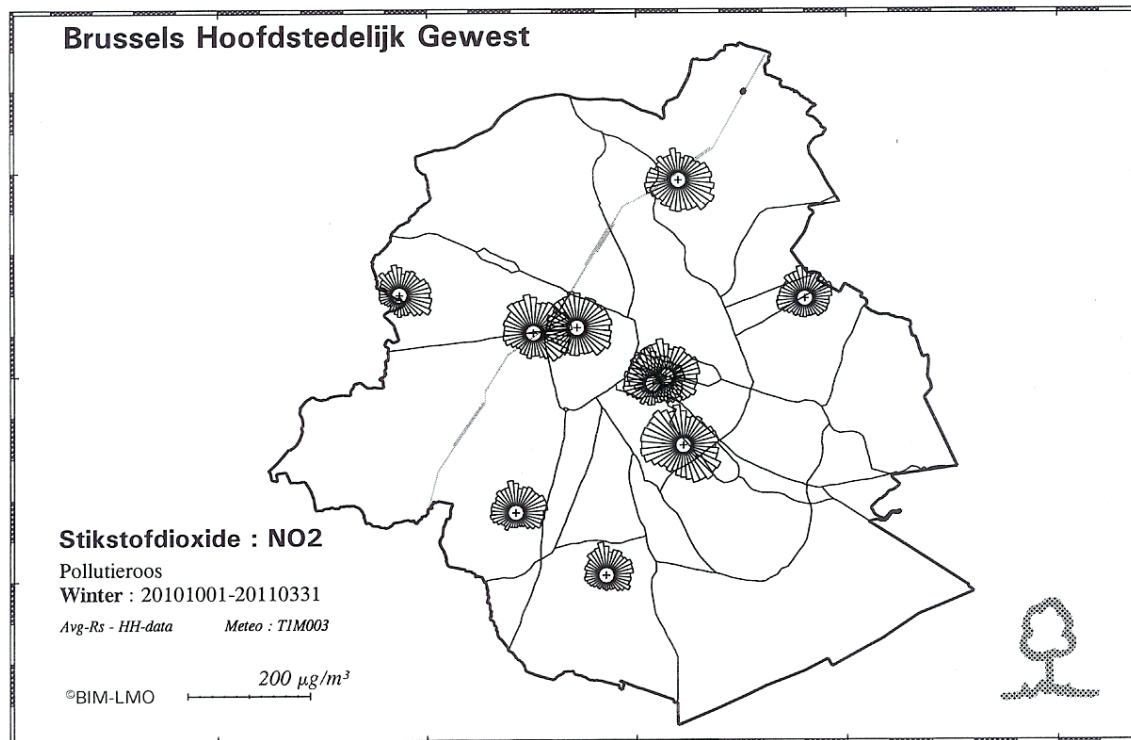 Brussels Hoofdstedelijk Gewest
Stikstofdioxide : NO2
Pollutieroos
Winter : 20101001-20110331
Avg-Rs - HH-data Meteo : T1M003
200 µg/m³
©BIM-LMO